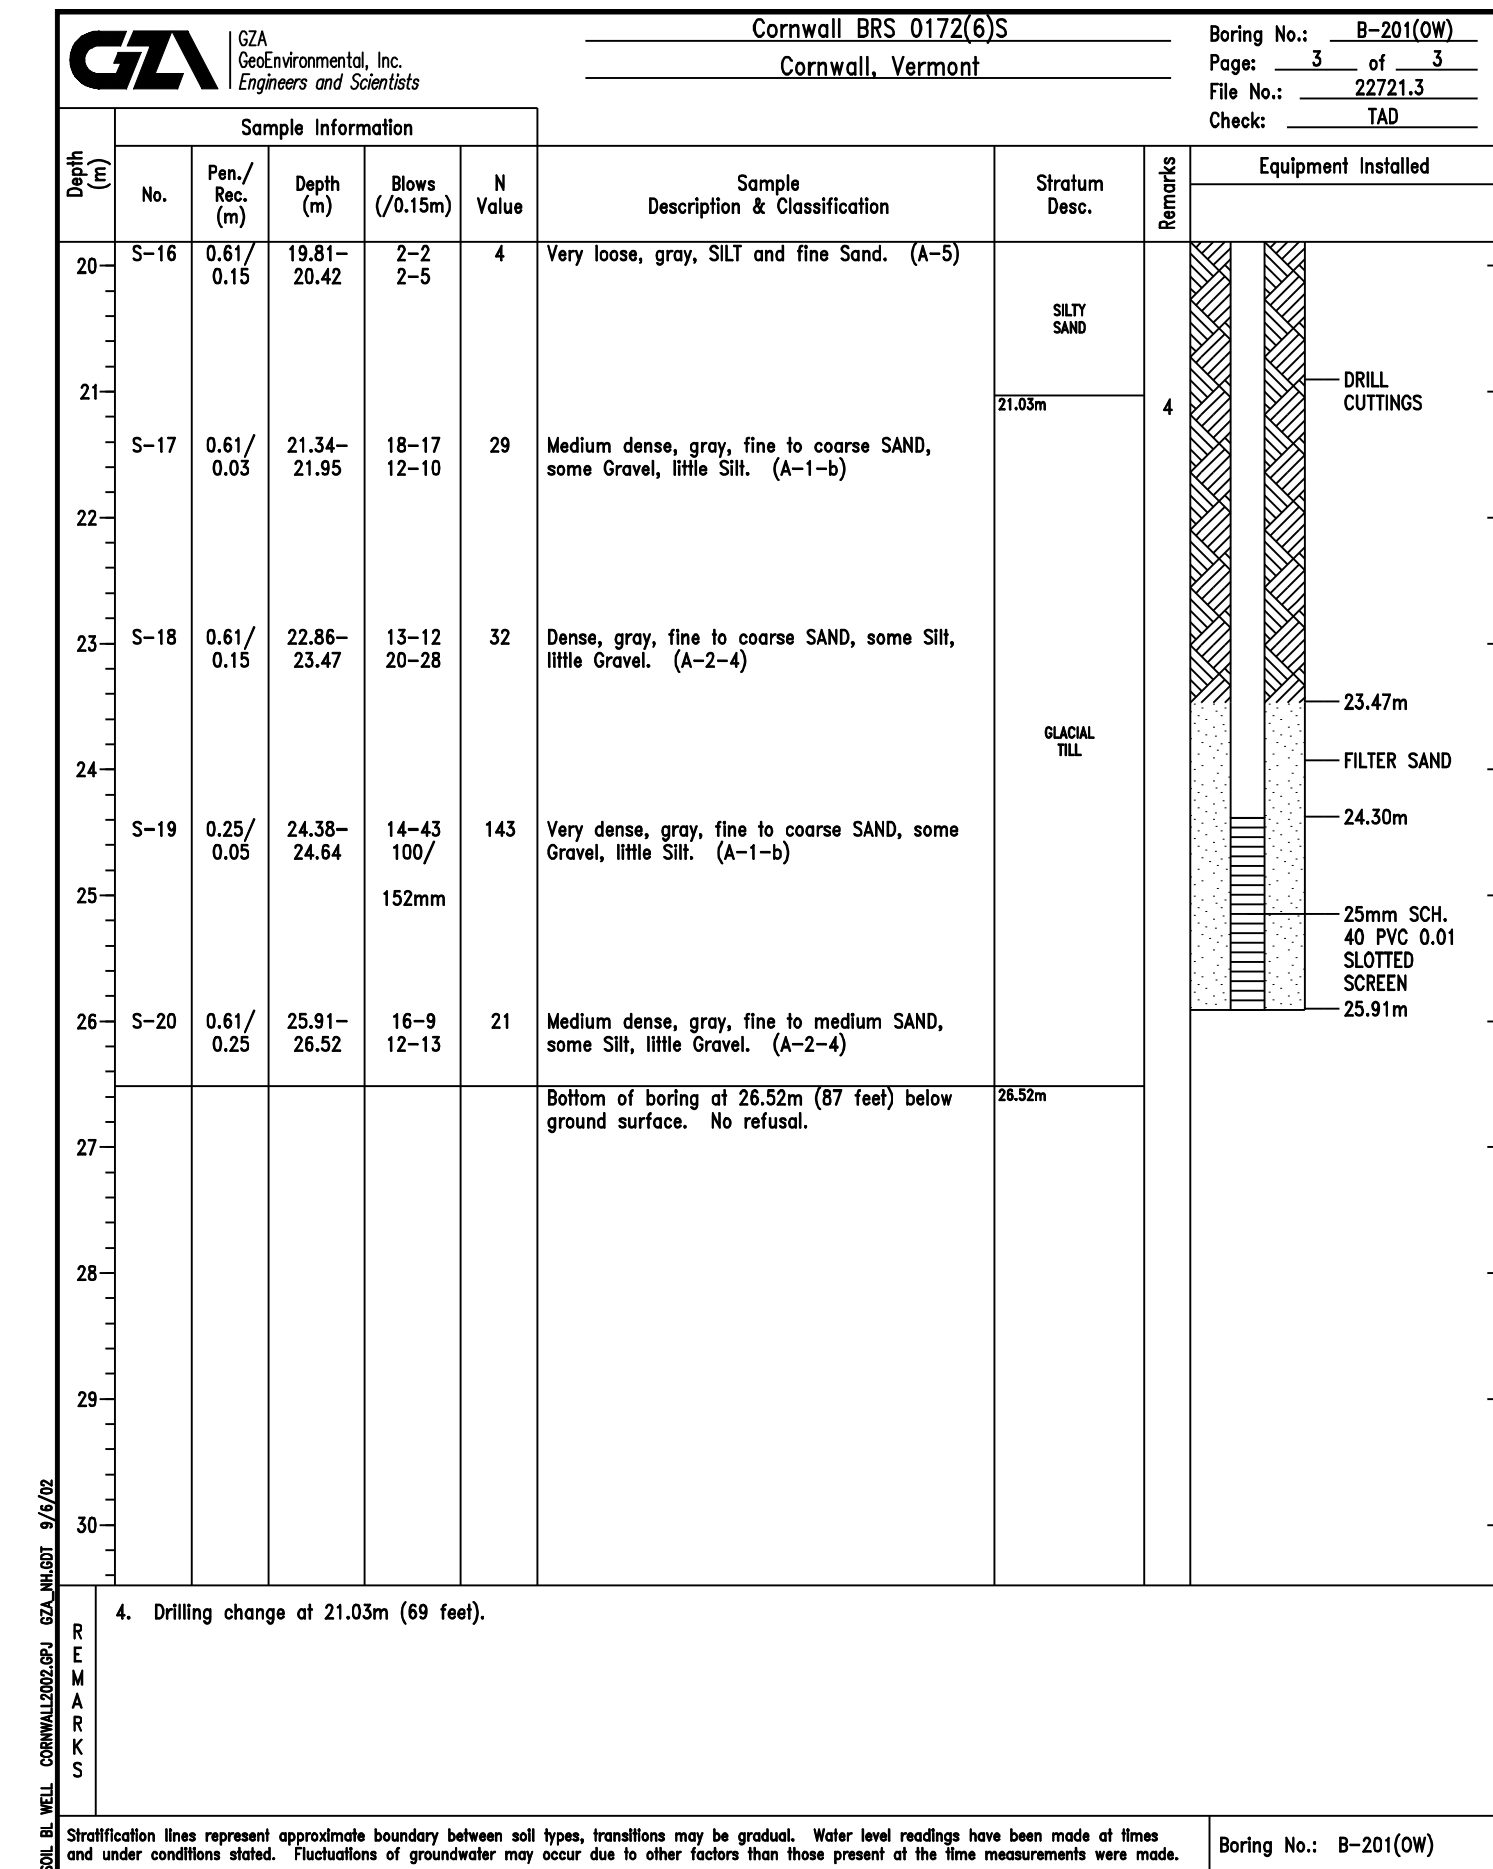 GZA
GZA
GeoEnvironmental, Inc.
Engineers and Scientists
Cornwall BRS 0172(6)S
Cornwall, Vermont
Boring No.: B-201(OW)
Page: 3 of 3
File No.: 22721.3
Check: TAD
Depth (m)
Sample Information
No.
Pen./ Rec. (m)
Depth (m)
Blows (/0.15m)
N Value
Sample Description & Classification
Stratum Desc.
Remarks
Equipment Installed
S-16 0.61/ 19.81- 2-2 4 Very loose, gray, SILT and fine Sand. (A-5)
20
0.15 20.42 2-5
SILTY
SAND
21
DRILL
CUTTINGS
21.03m
4
S-17 0.61/ 21.34- 18-17 29 Medium dense, gray, fine to coarse SAND,
0.03 21.95 12-10 some Gravel, little Silt. (A-1-b)
22
S-18 0.61/ 22.86- 13-12 32 Dense, gray, fine to coarse SAND, some Silt,
23
0.15 23.47 20-28 little Gravel. (A-2-4)
23.47m
GLACIAL
TILL
FILTER SAND
24
24.30m
S-19 0.25/ 24.38- 14-43 143 Very dense, gray, fine to coarse SAND, some
0.05 24.64 100/ Gravel, little Silt. (A-1-b)
25
152mm
25mm SCH.
40 PVC 0.01
SLOTTED
SCREEN
25.91m
26
S-20 0.61/ 25.91- 16-9 21 Medium dense, gray, fine to medium SAND,
0.25 26.52 12-13 some Silt, little Gravel. (A-2-4)
Bottom of boring at 26.52m (87 feet) below
ground surface. No refusal.
26.52m
27
28
29
30
REMARKS
4. Drilling change at 21.03m (69 feet).
SOIL BL WELL CORNWALL2002.GPJ GZA_NH.GDT 9/6/02
Stratification lines represent approximate boundary between soil types, transitions may be gradual. Water level readings have been made at times
and under conditions stated. Fluctuations of groundwater may occur due to other factors than those present at the time measurements were made.
Boring No.: B-201(OW)